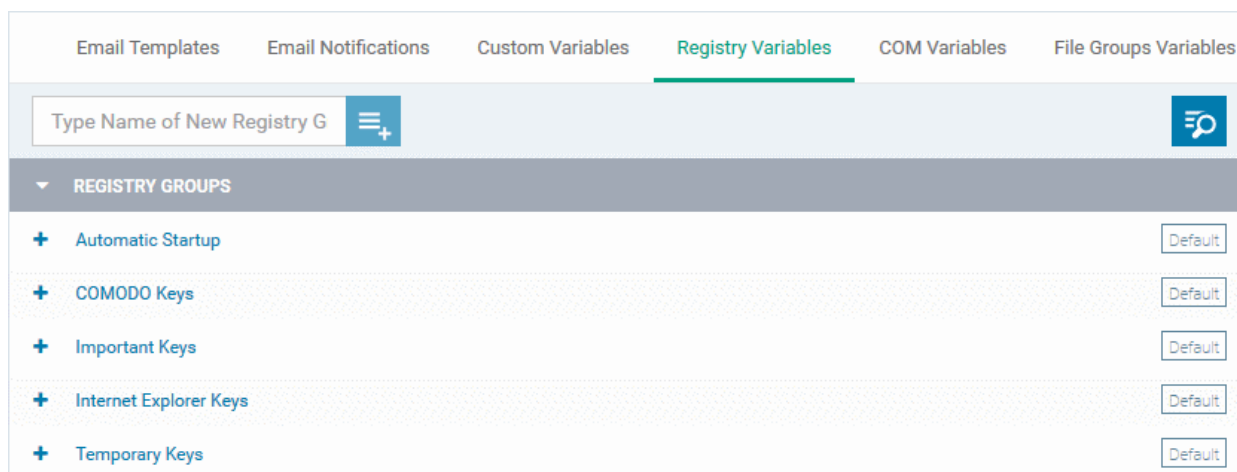 Email Templates Email Notifications Custom Variables Registry Variables COM Variables File Groups Variables
Type Name of New Registry G
REGISTRY GROUPS
Automatic Startup Default
COMODO Keys Default
Important Keys Default
Internet Explorer Keys Default
Temporary Keys Default